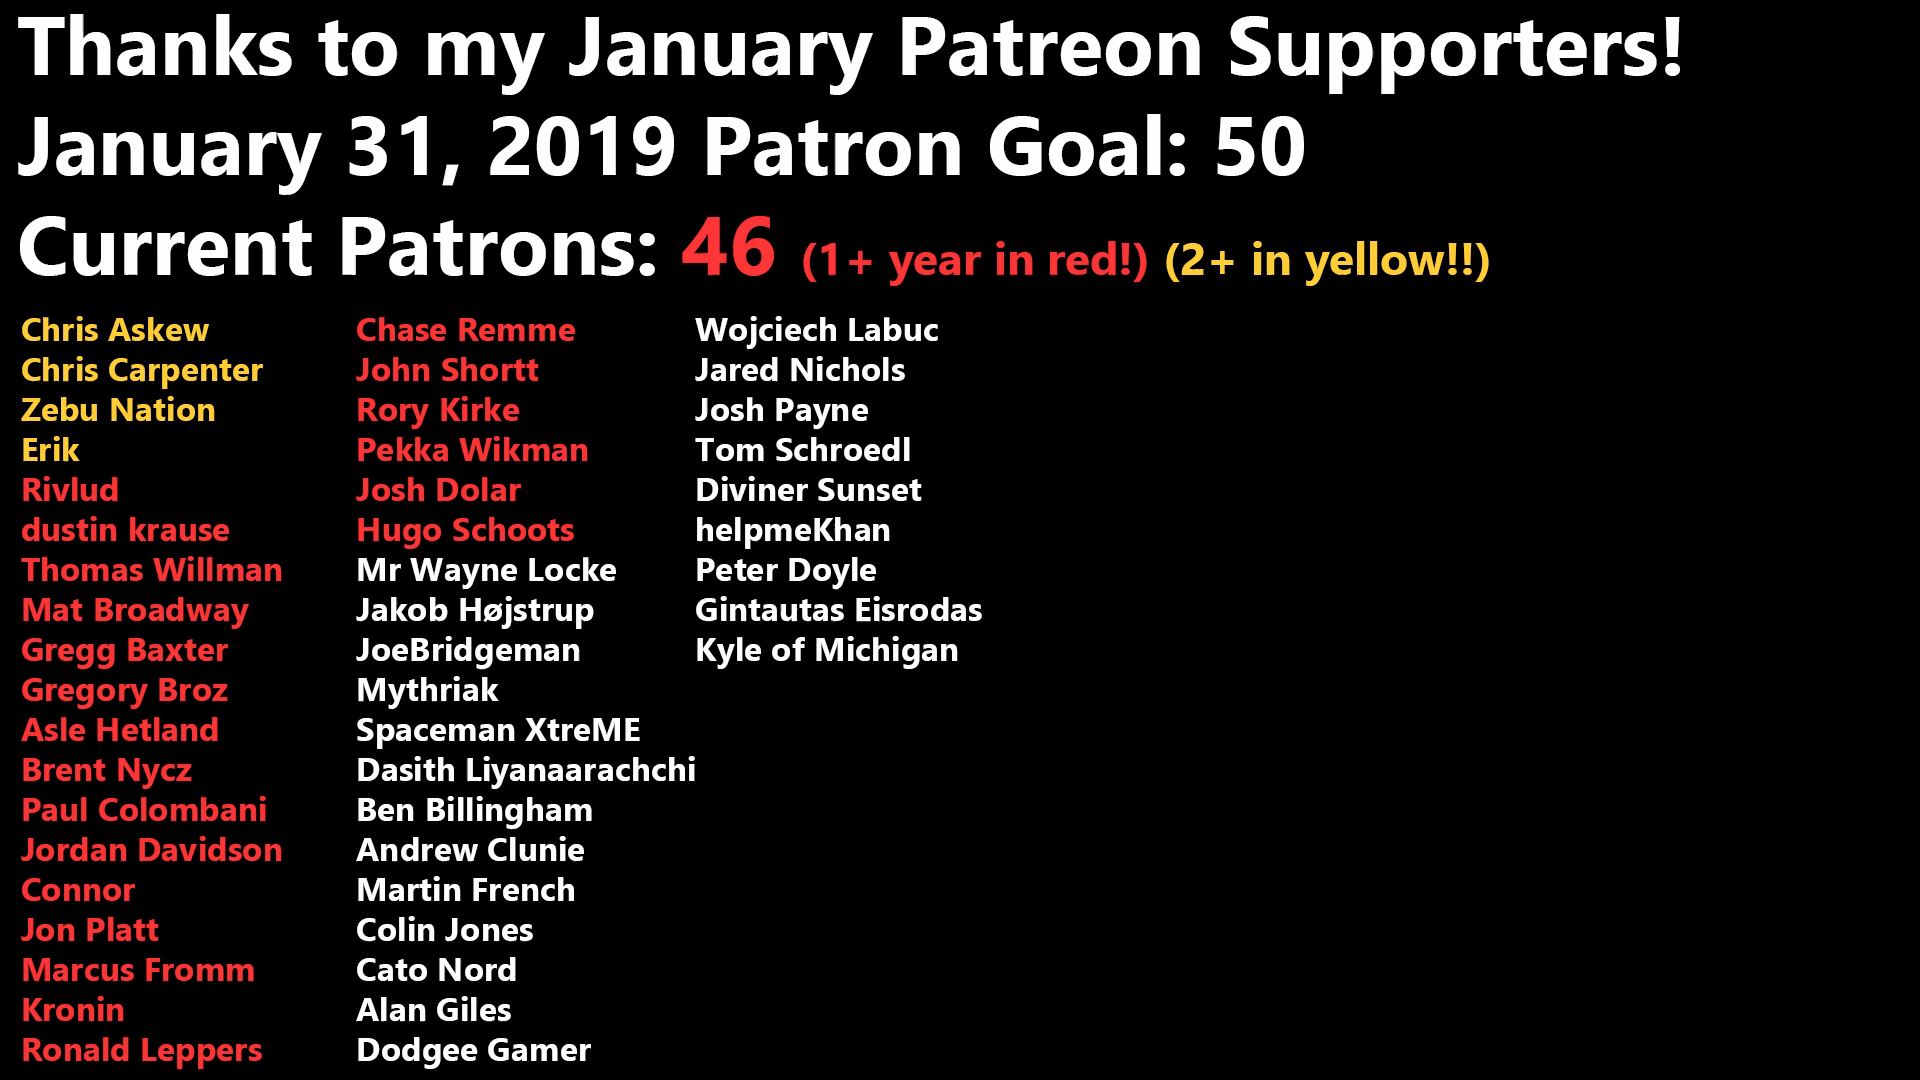 Thanks to my January Patreon Supporters!
January 31, 2019 Patron Goal: 50
Current Patrons: 46 (1+ year in red!) (2+ in yellow!!)
Chris Askew
Chris Carpenter
Zebu Nation
Erik
Rivlud
dustin krause
Thomas Willman
Mat Broadway
Gregg Baxter
Gregory Broz
Asle Hetland
Brent Nycz
Paul Colombani
Jordan Davidson
Connor
Jon Platt
Marcus Fromm
Kronin
Ronald Leppers
Chase Remme
John Shortt
Rory Kirke
Pekka Wikman
Josh Dolar
Hugo Schoots
Mr Wayne Locke
Jakob Højstrup
JoeBridgeman
Mythriak
Spaceman XtreME
Dasith Liyanaarachchi
Ben Billingham
Andrew Clunie
Martin French
Colin Jones
Cato Nord
Alan Giles
Dodgee Gamer
Wojciech Labuc
Jared Nichols
Josh Payne
Tom Schroedl
Diviner Sunset
helpmeKhan
Peter Doyle
Gintautas Eisrodas
Kyle of Michigan